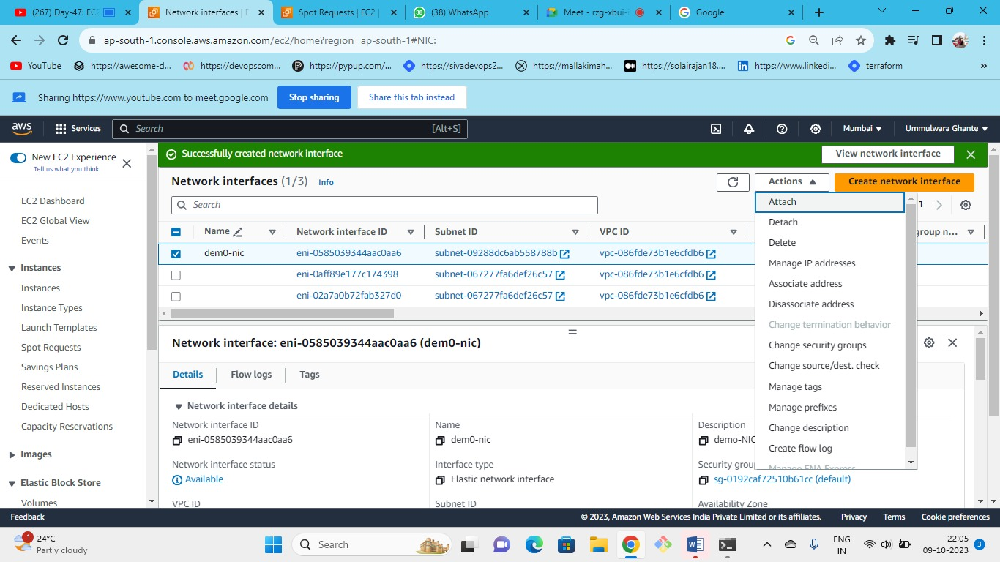 (267) Day-47: EC2
Network interfaces | E
Spot Requests | EC2 |
(38) WhatsApp
Meet - rzg-xbui-
Google
ap-south-1.console.aws.amazon.com/ec2/home?region=ap-south-1#NIC:
YouTube
https://awesome-d...
https://devopscom...
https://pypup.com/...
https://sivadevops2...
https://mallakimah...
https://solairajan18....
https://www.linkedi...
terraform
Sharing https://www.youtube.com to meet.google.com
Stop sharing
Share this tab instead
aws
Services
Search
[Alt+S]
Mumbai
Ummulwara Ghante
New EC2 Experience
Tell us what you think
Successfully created network interface
View network interface
Network interfaces (1/3) Info
Actions
Create network interface
Search
1
Name
Network interface ID
Subnet ID
VPC ID
group n...
dem0-nic
eni-0585039344aac0aa6
subnet-09288dc6ab558788b
vpc-086fde73b1e6cfdb6
eni-0aff89e177c174398
subnet-067277fa6def26c57
vpc-086fde73b1e6cfdb6
eni-02a7a0b72fab327d0
subnet-067277fa6def26c57
vpc-086fde73b1e6cfdb6
Attach
Detach
Delete
Manage IP addresses
Associate address
Disassociate address
Change termination behavior
Change security groups
Change source/dest. check
Manage tags
Manage prefixes
Change description
Create flow log
Manage ENA Express
EC2 Dashboard
EC2 Global View
Events
Instances
Instances
Instance Types
Launch Templates
Spot Requests
Savings Plans
Reserved Instances
Dedicated Hosts
Capacity Reservations
Images
Elastic Block Store
Volumes
Network interface: eni-0585039344aac0aa6 (dem0-nic)
Details
Flow logs
Tags
Network interface details
Network interface ID
eni-0585039344aac0aa6
Name
dem0-nic
Description
demo-NIC
Network interface status
Available
Interface type
Elastic network interface
Security grou
sg-0192caf72510b61cc (default)
VPC ID
Subnet ID
Availability Zone
Feedback
© 2023, Amazon Web Services India Private Limited or its affiliates.
Privacy
Terms
Cookie preferences
1
24°C
Partly cloudy
Search
ENG
IN
22:05
09-10-2023
3